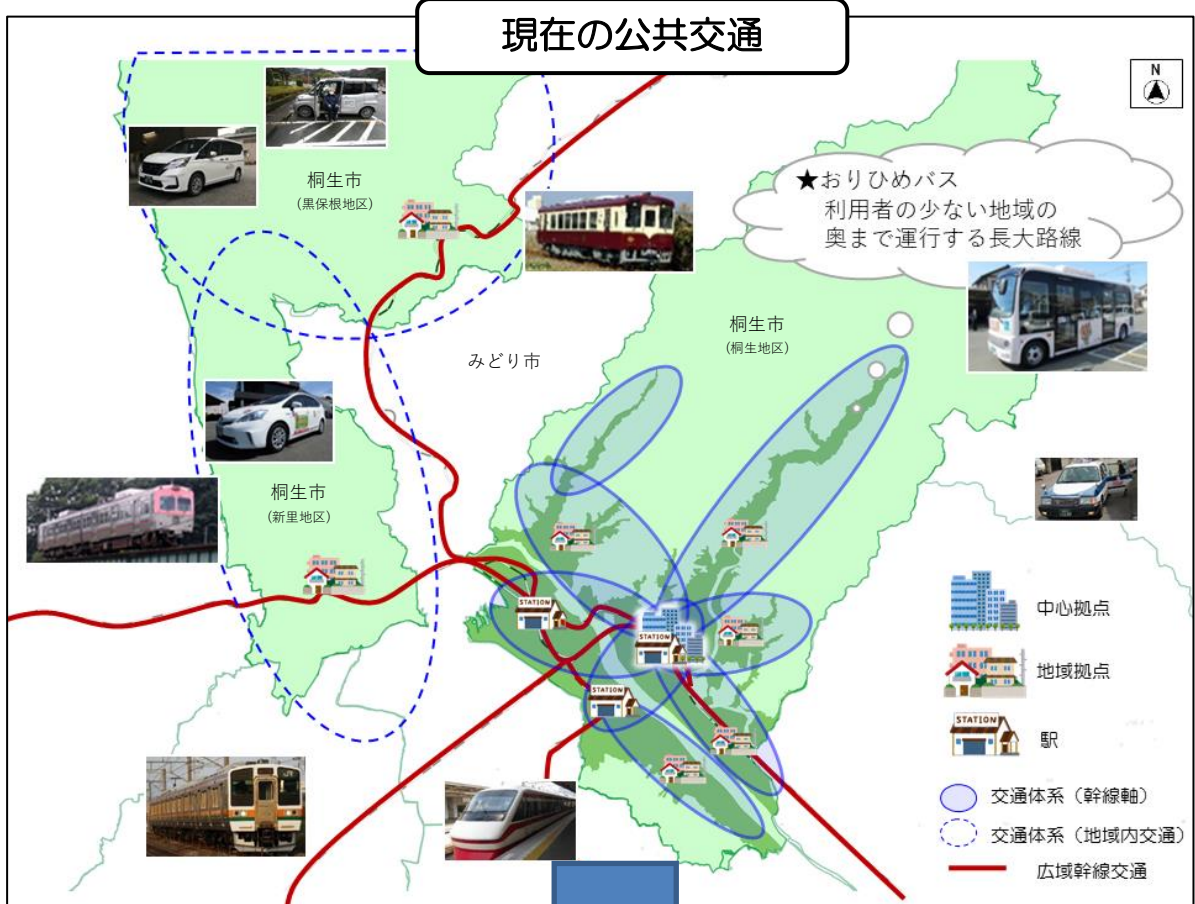 現在の公共交通
N
桐生市
(黒保根地区)
★おりひめバス
利用者の少ない地域の
奥まで運行する長大路線
桐生市
(桐生地区)
みどり市
桐生市
(新里地区)
STATION
STATION
STATION
中心拠点
地域拠点
STATION
駅
交通体系（幹線軸）
交通体系（地域内交通）
広域幹線交通